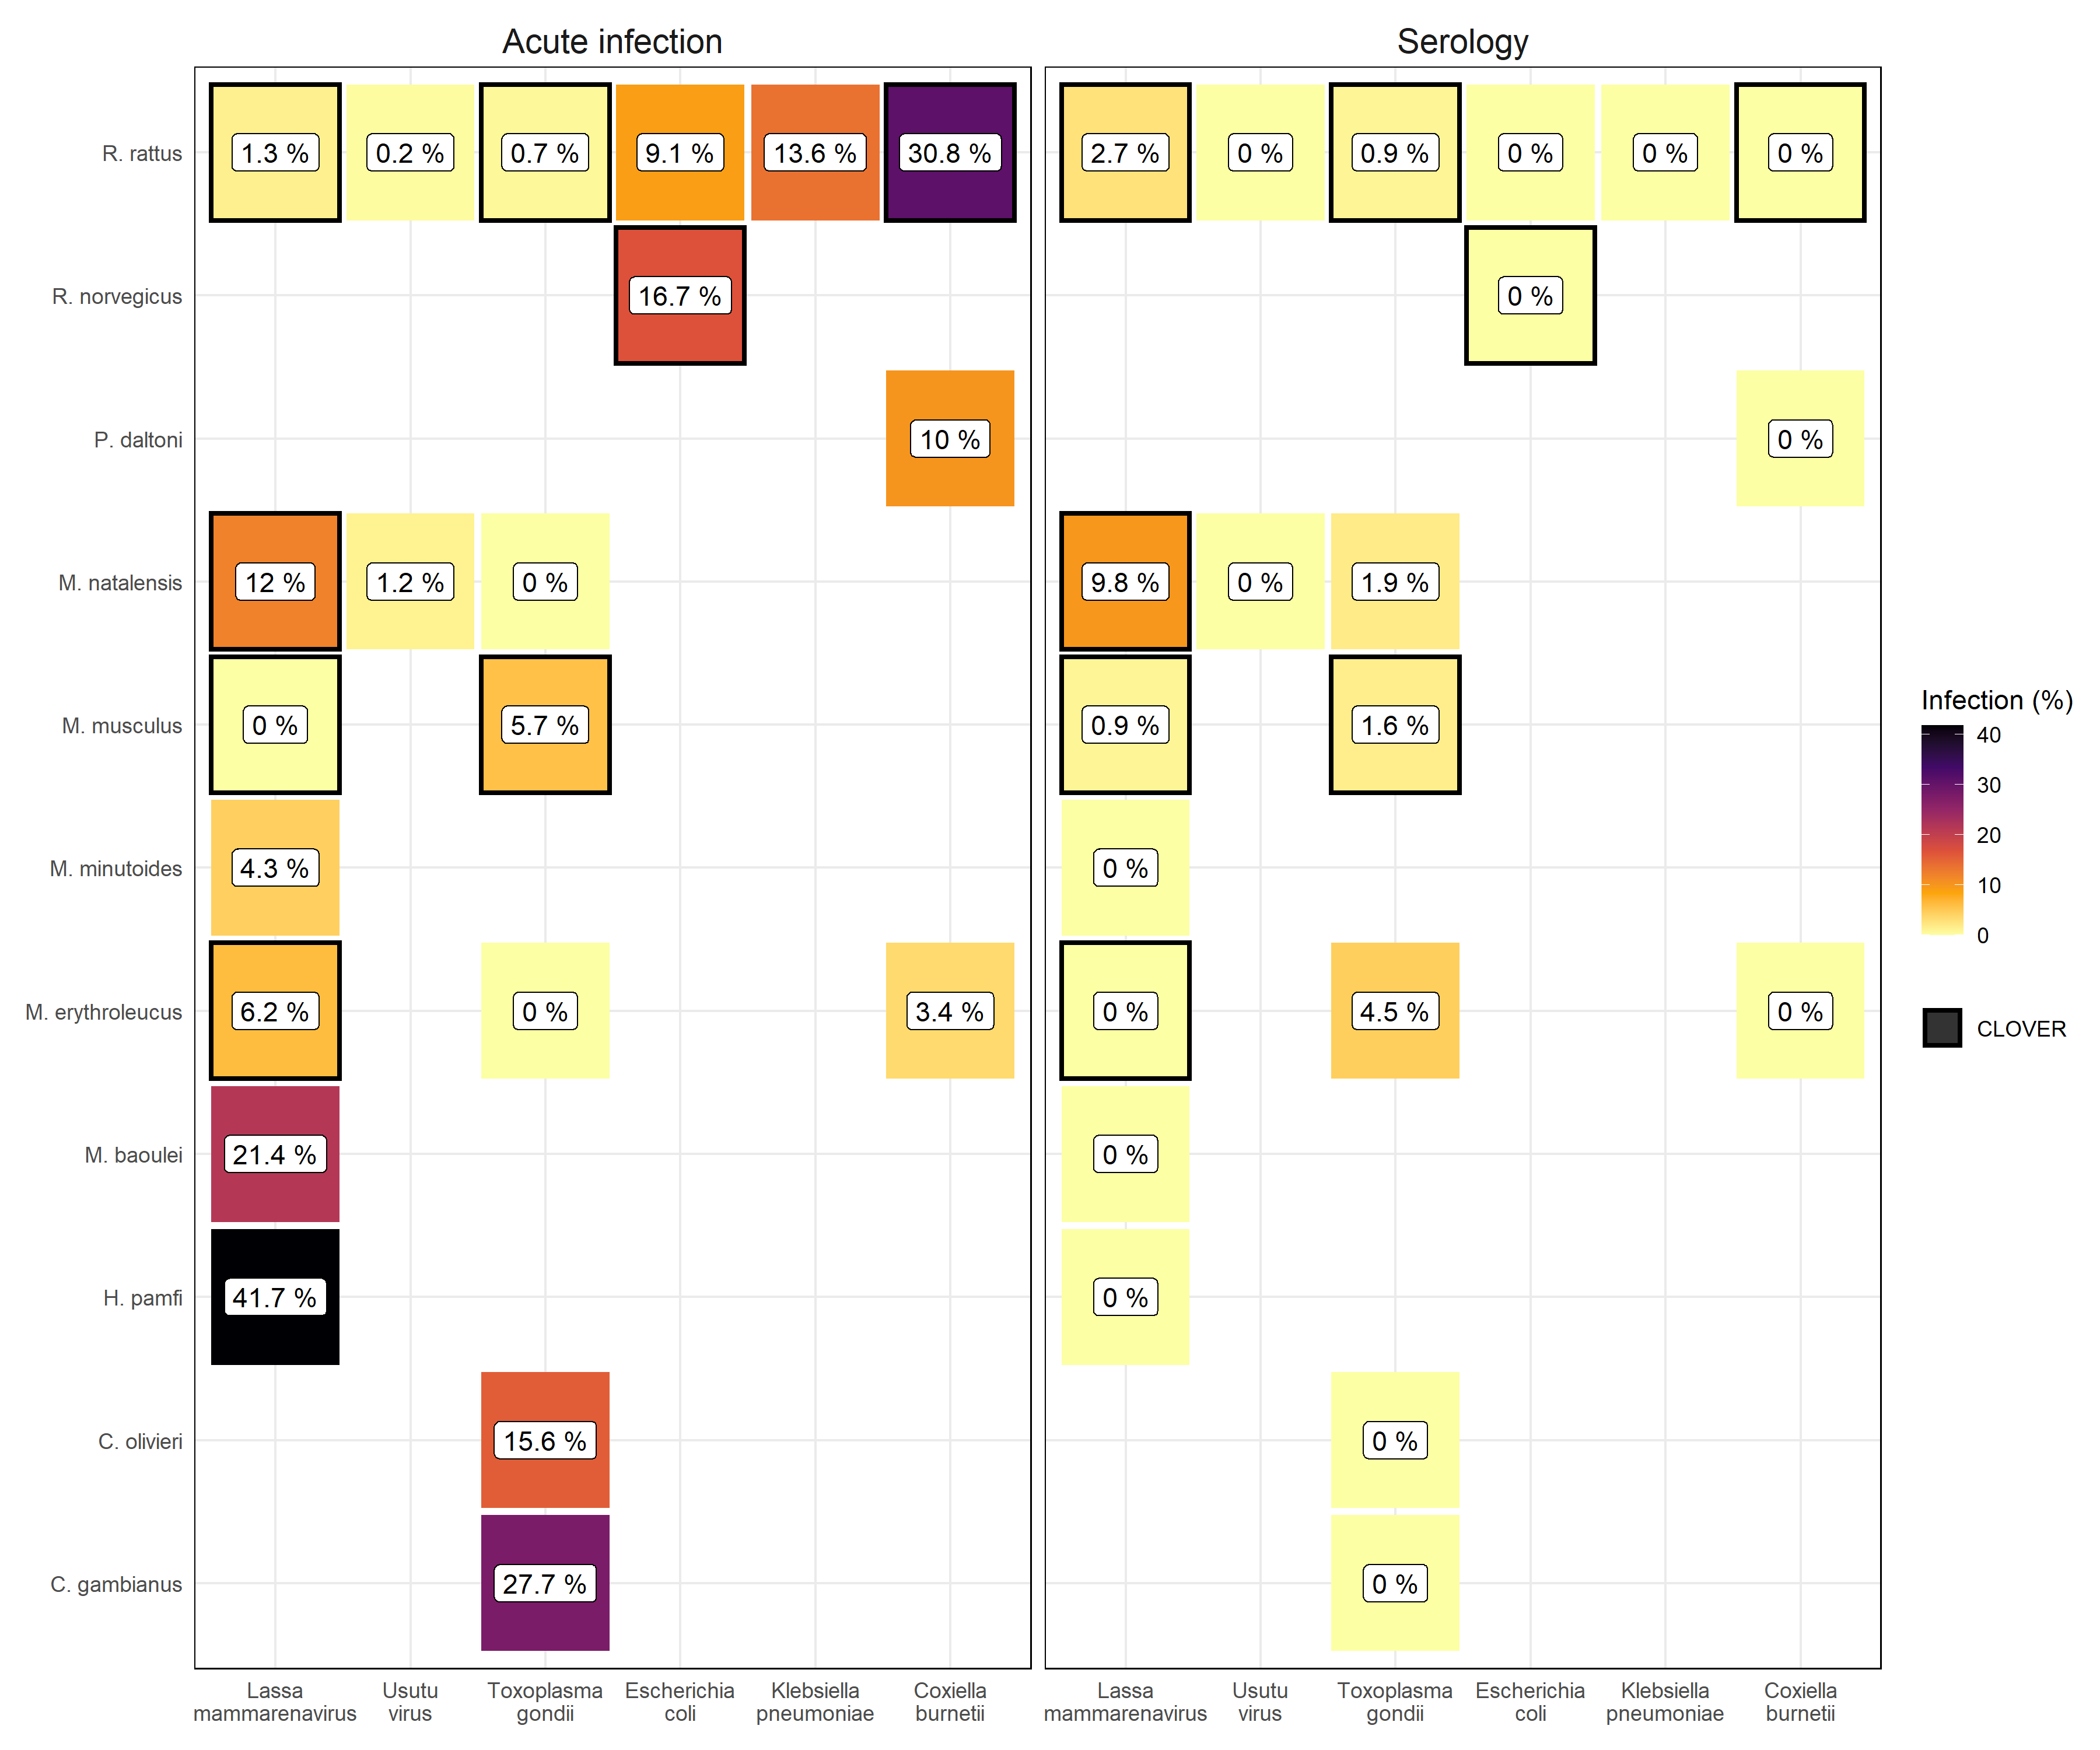 Acute infection Serology
R. rattus 1.3 % 0.2 % 0.7 % 9.1 % 13.6 % 30.8 % 2.7 % 0 % 0.9 % 0 % 0 % 0 %
R. norvegicus 16.7 % 0 %
P. daltoni 10 % 0 %
M. natalensis 12 % 1.2 % 0 % 9.8 % 0 % 1.9 %
M. musculus 0 % 5.7 % 0.9 % 1.6 %
M. minutoides 4.3 % 0 %
M. erythroleucus 6.2 % 0 % 3.4 % 0 % 4.5 % 0 %
M. baoulei 21.4 % 0 %
H. pamfi 41.7 % 0 %
C. olivieri 15.6 % 0 %
C. gambianus 27.7 % 0 %
Lassa Usutu Toxoplasma Escherichia Klebsiella Coxiella Lassa Usutu Toxoplasma Escherichia Klebsiella Coxiella
mammarenavirus virus gondii coli pneumoniae burnetii mammarenavirus virus gondii coli pneumoniae burnetii
Infection (%)
40
30
20
10
0
CLOVER